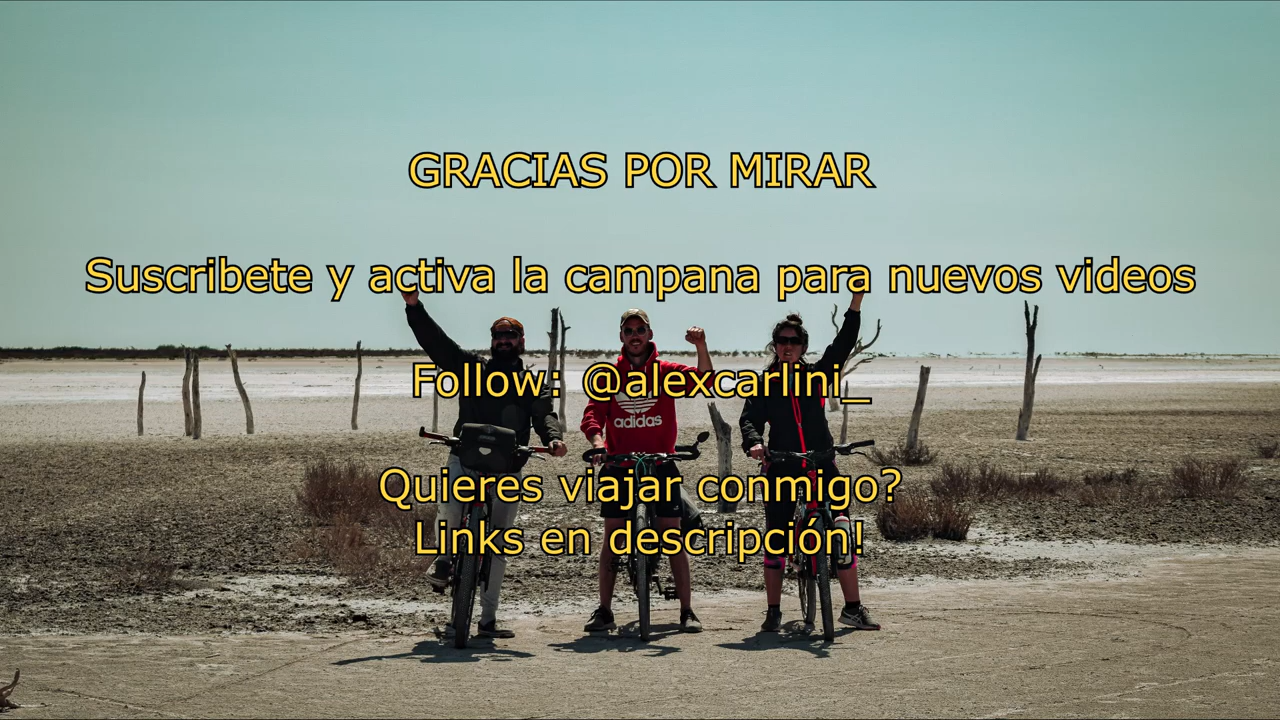 GRACIAS POR MIRAR
Suscribete y activa la campana para nuevos videos
Follow: @alexcarlini_
adidas
Quieres viajar conmigo?
Links en descripción!